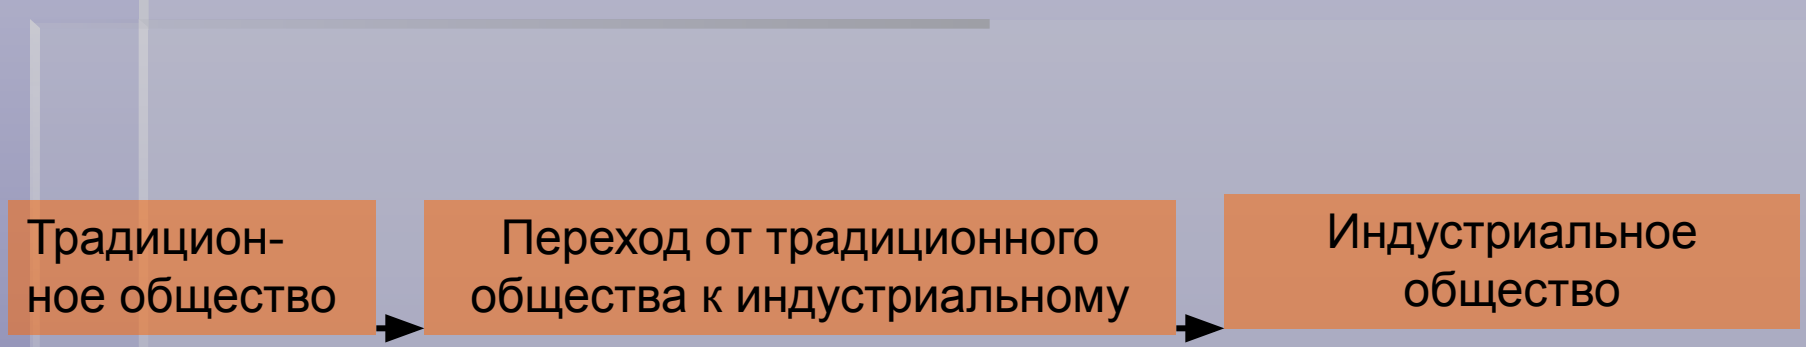 Традицион-
ное общество
Переход от традиционного
общества к индустриальному
Индустриальное
общество